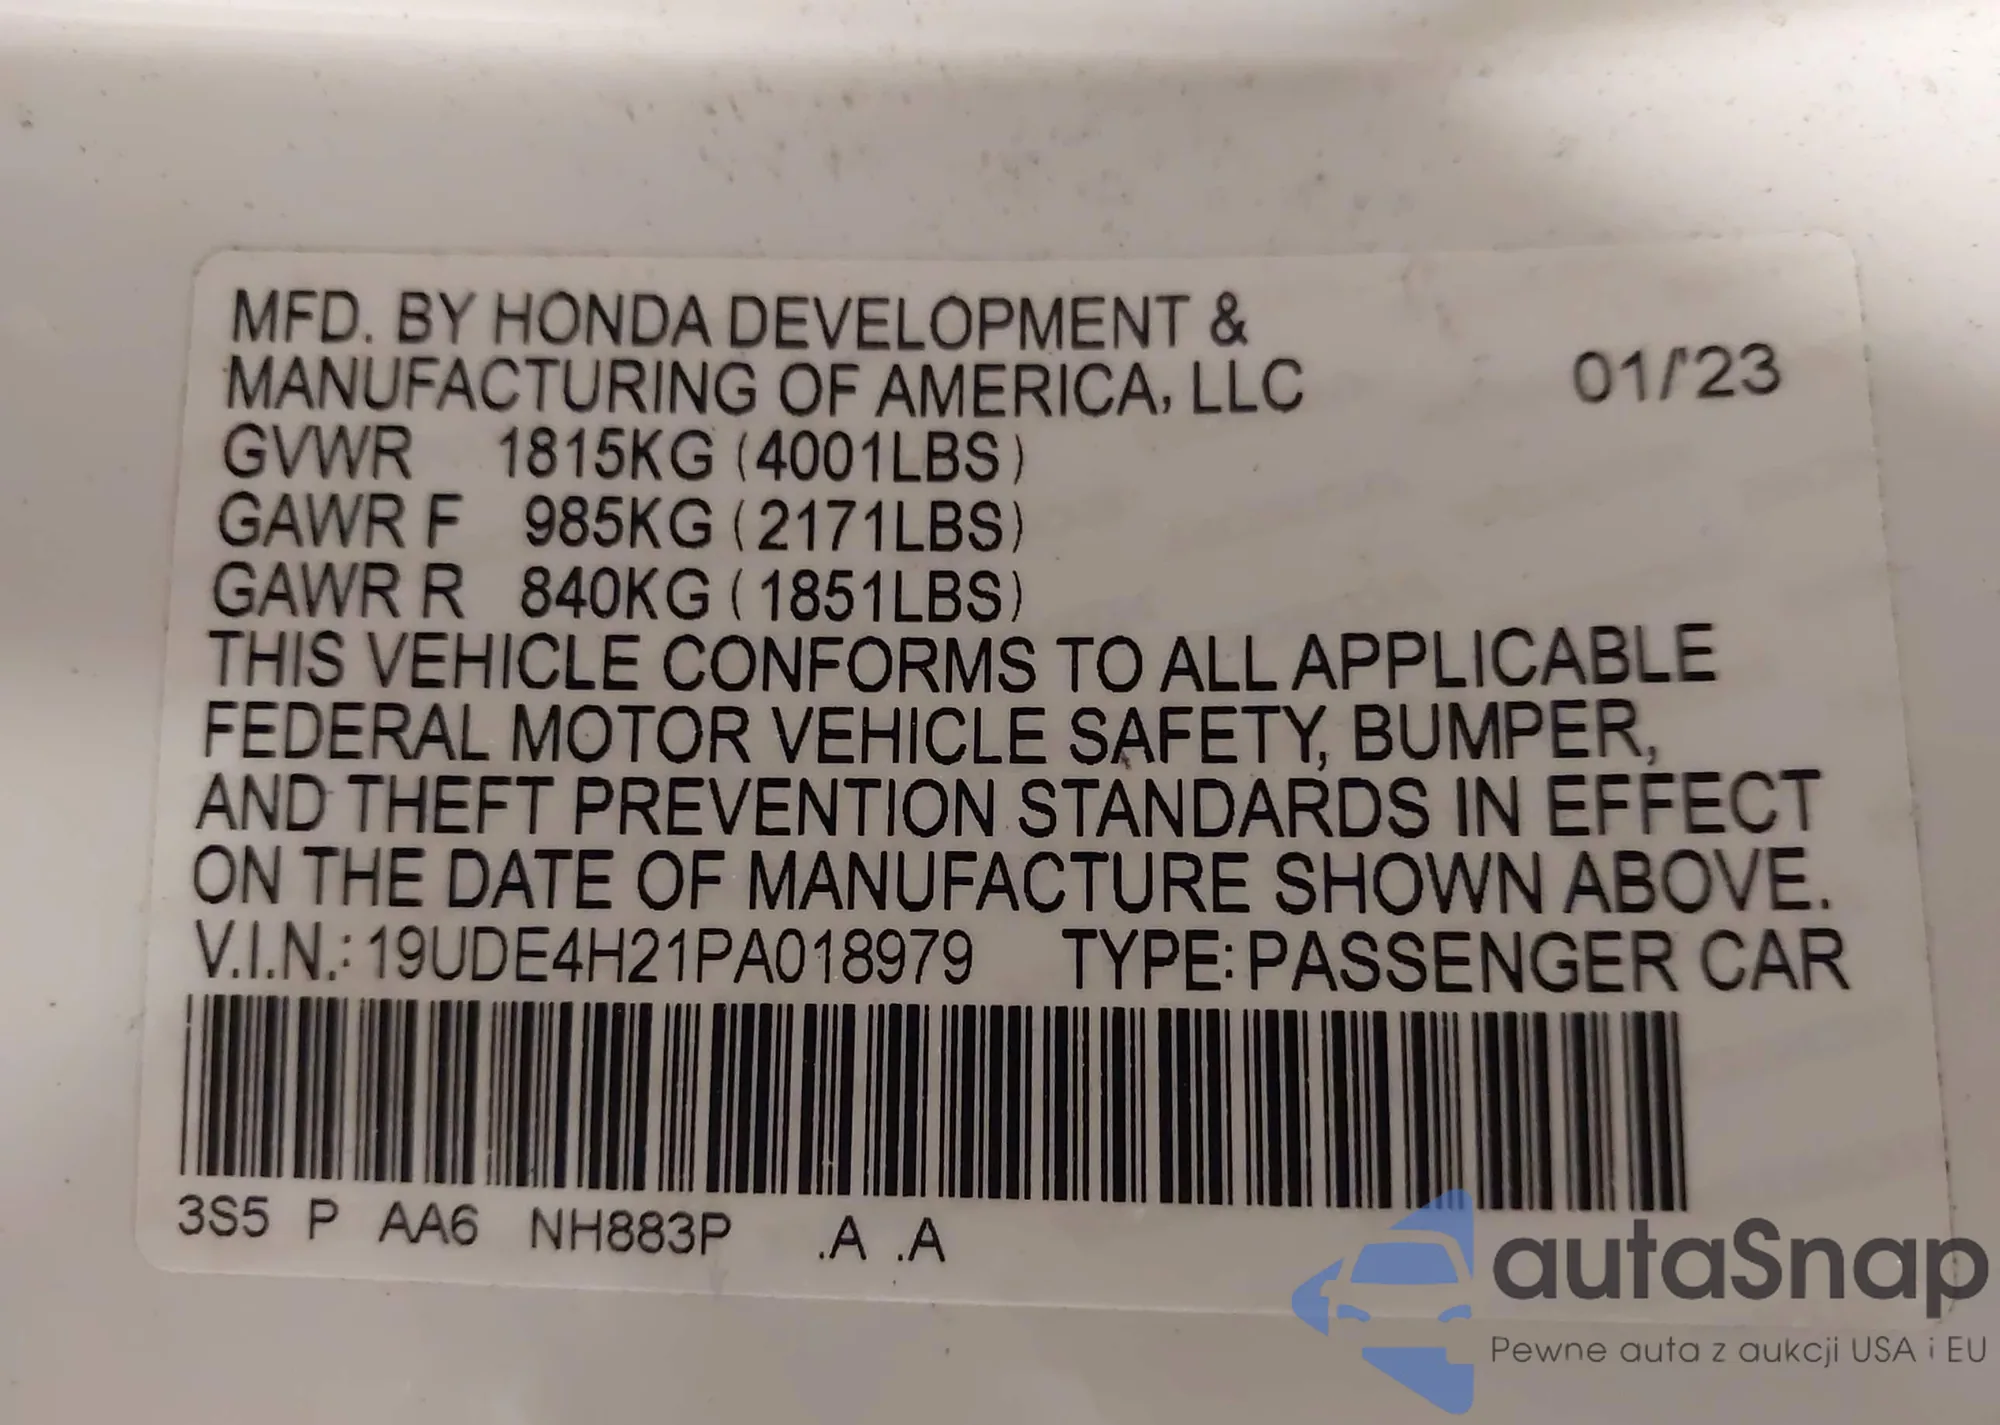 MFD. BY HONDA DEVELOPMENT &
MANUFACTURING OF AMERICA, LLC 01/'23
GVWR 1815KG (4001LBS)
GAWR F 985KG (2171LBS)
GAWR R 840KG (1851LBS)
THIS VEHICLE CONFORMS TO ALL APPLICABLE
FEDERAL MOTOR VEHICLE SAFETY, BUMPER,
AND THEFT PREVENTION STANDARDS IN EFFECT
ON THE DATE OF MANUFACTURE SHOWN ABOVE.
V.I.N.: 19UDE4H21PA018979 TYPE: PASSENGER CAR
3S5 P AA6 NH883P .A .A
autaSnap
Pewne auta z aukcji USA i EU